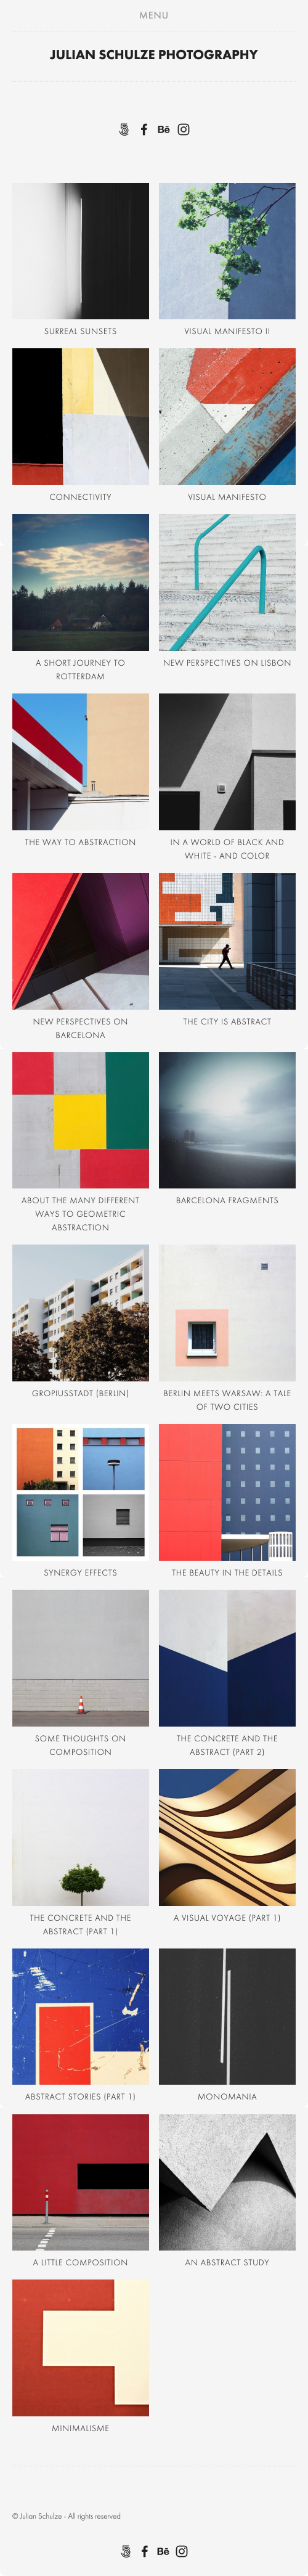 MENU
JULIAN SCHULZE PHOTOGRAPHY
Bē
SURREAL SUNSETS
VISUAL MANIFESTO II
CONNECTIVITY
VISUAL MANIFESTO
A SHORT JOURNEY TO
ROTTERDAM
NEW PERSPECTIVES ON LISBON
THE WAY TO ABSTRACTION
IN A WORLD OF BLACK AND
WHITE - AND COLOR
NEW PERSPECTIVES ON
BARCELONA
THE CITY IS ABSTRACT
ABOUT THE MANY DIFFERENT
WAYS TO GEOMETRIC
ABSTRACTION
BARCELONA FRAGMENTS
GROPIUSSTADT (BERLIN)
BERLIN MEETS WARSAW: A TALE
OF TWO CITIES
SYNERGY EFFECTS
THE BEAUTY IN THE DETAILS
SOME THOUGHTS ON
COMPOSITION
THE CONCRETE AND THE
ABSTRACT (PART 2)
THE CONCRETE AND THE
ABSTRACT (PART 1)
A VISUAL VOYAGE (PART 1)
ABSTRACT STORIES (PART 1)
MONOMANIA
A LITTLE COMPOSITION
AN ABSTRACT STUDY
MINIMALISME
© Julian Schulze - All rights reserved
Bē